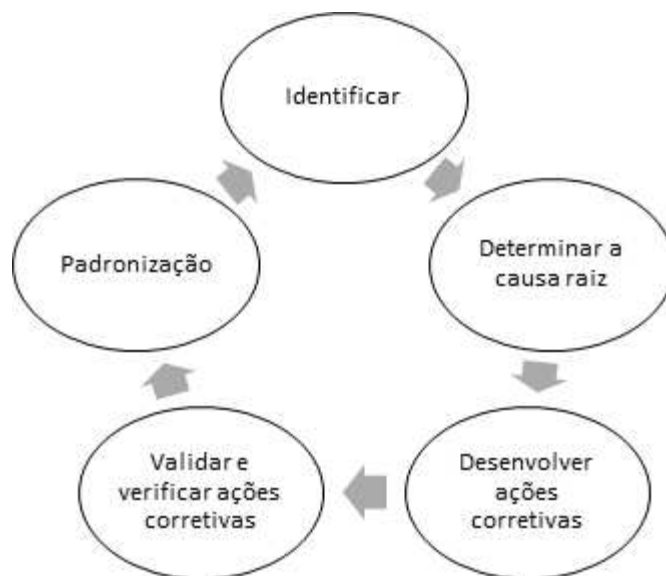 Identificar
Determinar a
causa raiz
Desenvolver
ações
corretivas
Validar e
verificar ações
corretivas
Padronização